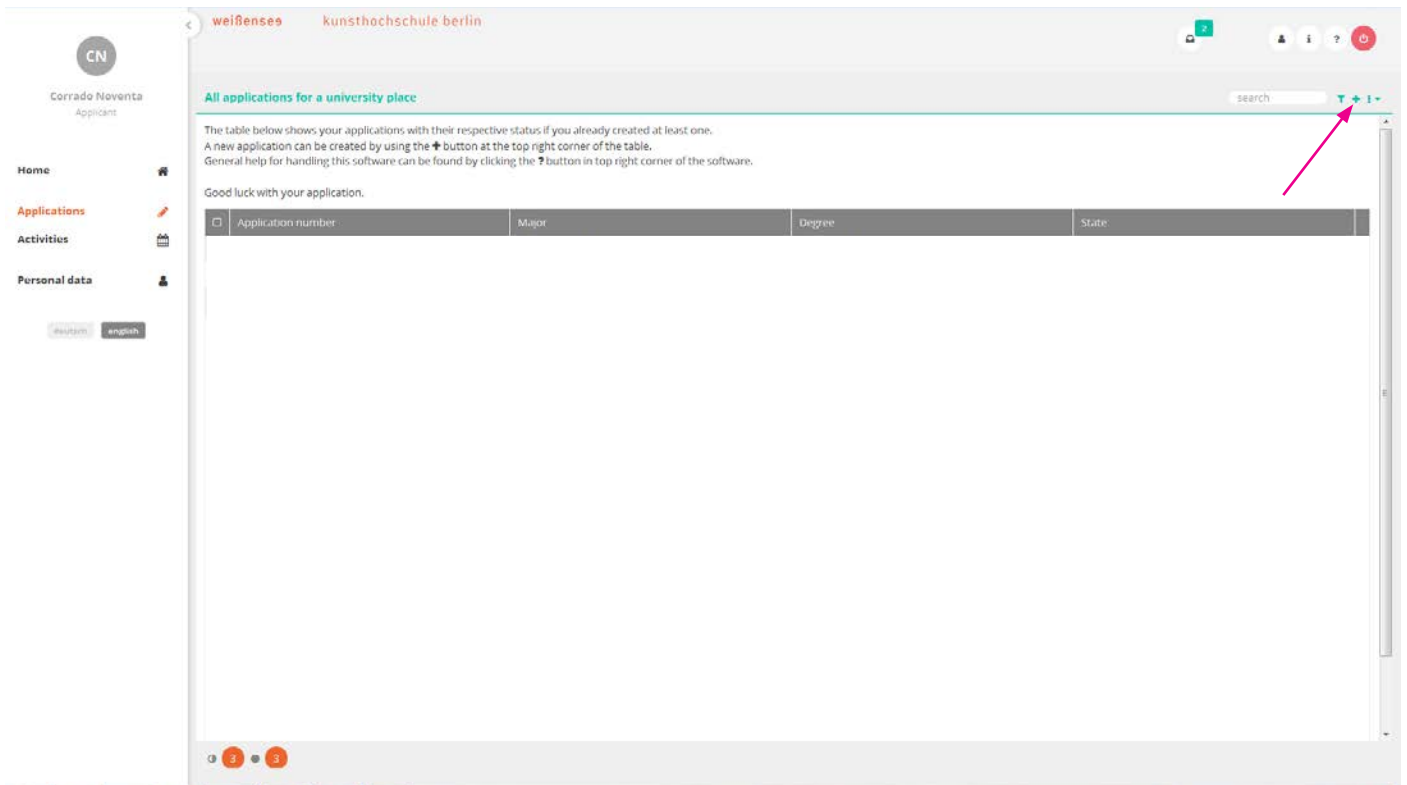 weißensee kunsthochschule berlin
2
i ?
CN
Corrado Noventa
Applicant
Home
Applications
Activities
Personal data
deutsch english
All applications for a university place
search
The table below shows your applications with their respective status if you already created at least one.
A new application can be created by using the + button at the top right corner of the table.
General help for handling this software can be found by clicking the ? button in top right corner of the software.
Good luck with your application.
Application number Major Degree State
3 3